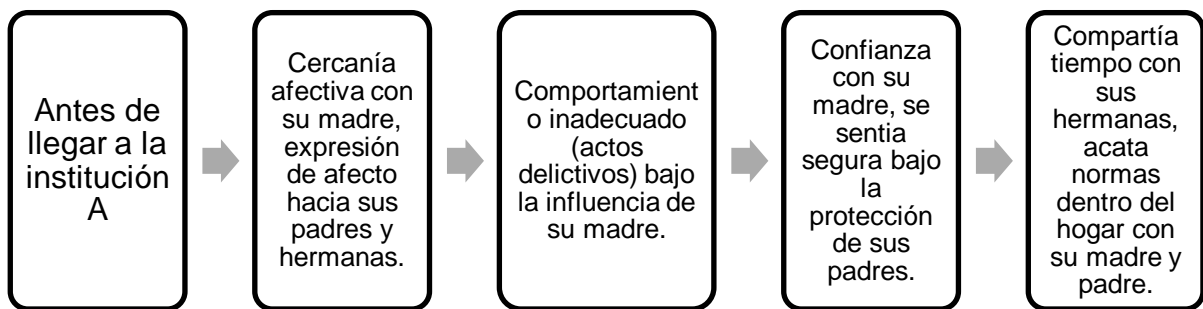 Antes de
llegar a la
institución
A
Cercanía
afectiva con
su madre,
expresión
de afecto
hacia sus
padres y
hermanas.
Comportamient
o inadecuado
(actos
delictivos) bajo
la influencia de
su madre.
Confianza
con su
madre, se
sentia
segura bajo
la
protección
de sus
padres.
Compartía
tiempo con
sus
hermanas,
acata
normas
dentro del
hogar con
su madre y
padre.